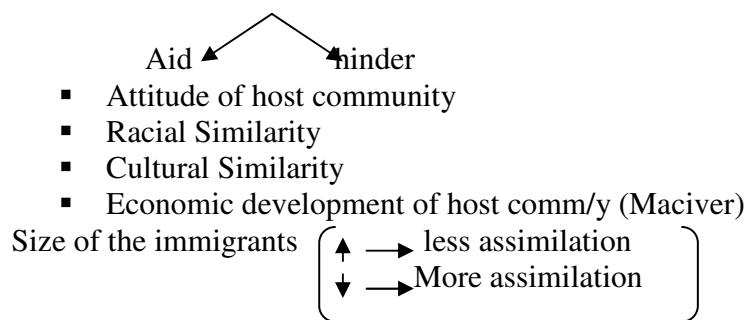 Aid hinder
▪ Attitude of host community
▪ Racial Similarity
▪ Cultural Similarity
▪ Economic development of host comm/y (Maciver)
Size of the immigrants ↑ → less assimilation
↓ → More assimilation